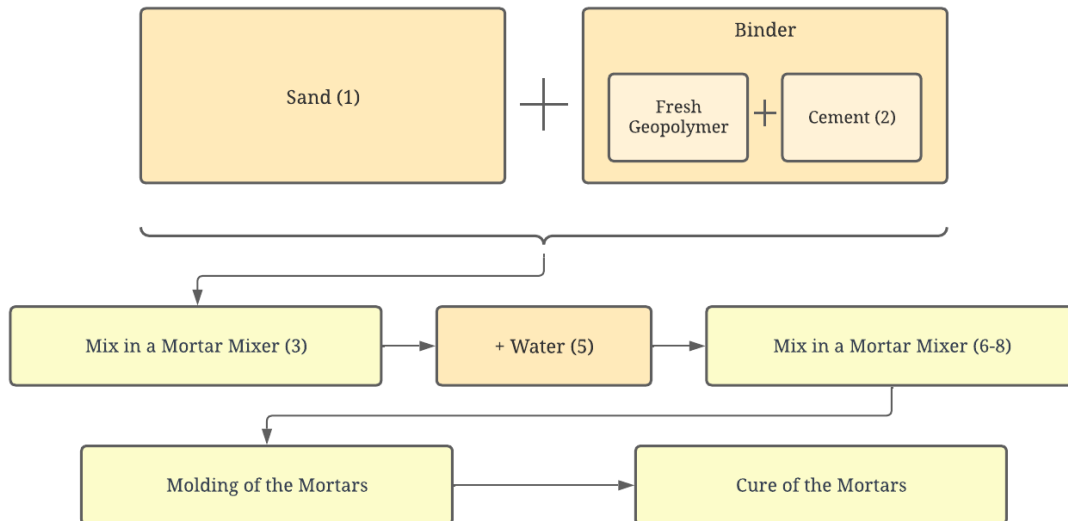 Binder
Sand (1)
Fresh
Geopolymer
Cement (2)
Mix in a Mortar Mixer (3)
+ Water (5)
Mix in a Mortar Mixer (6-8)
Molding of the Mortars
Cure of the Mortars